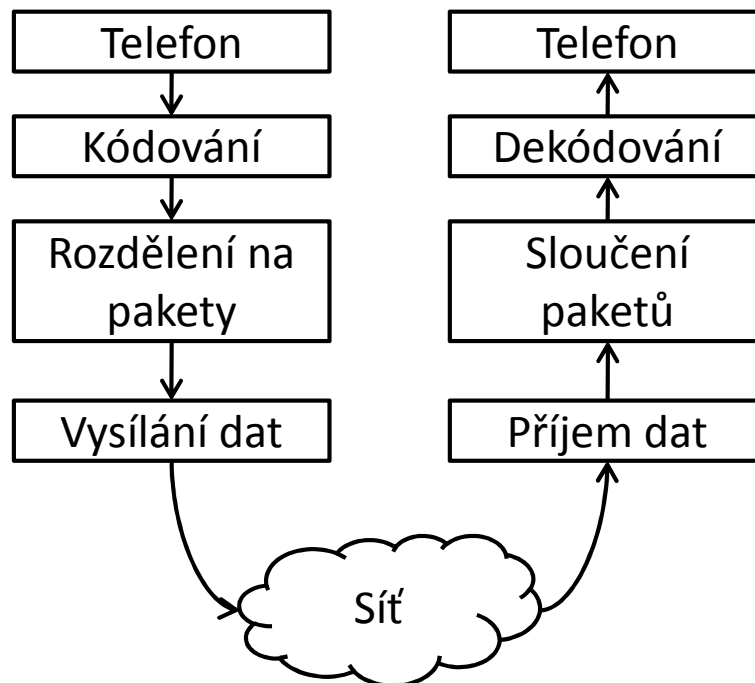 Telefon
Kódování
Rozdělení na
pakety
Vysílání dat
Síť
Telefon
Dekódování
Sloučení
paketů
Příjem dat